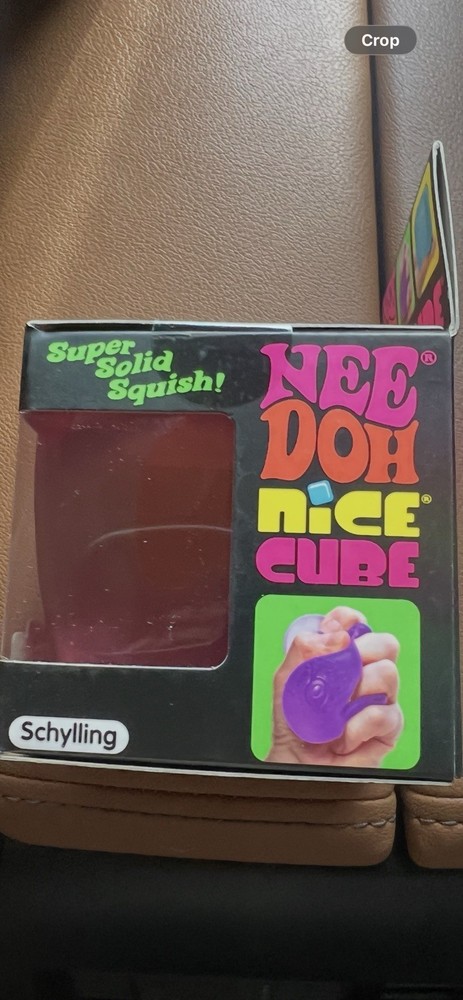 Crop
Super
Solid
Squish!
NEE®
DOH
NiCE®
CUBE
Schylling